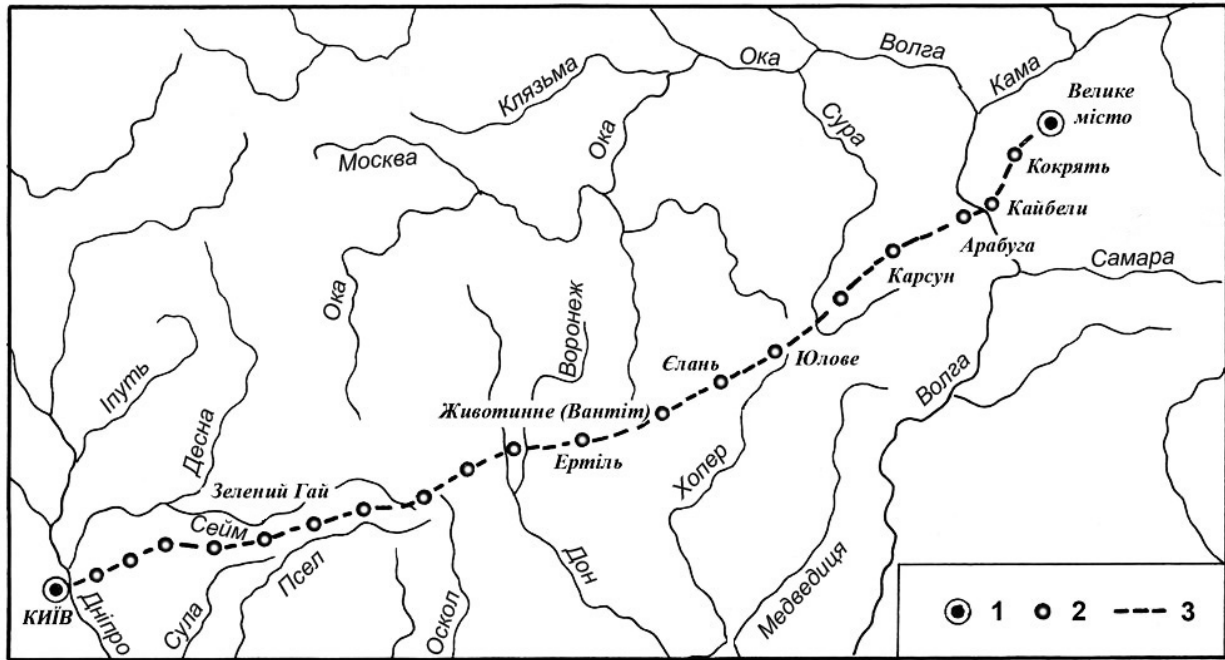 Ока
Волга
Кама
Клязьма
Велике
місто
Сура
Ока
Москва
Кокрять
Кайбели
Арабуга
Самара
Карсун
Ока
Воронеж
Юлове
Єлань
Волга
Іпуть
Животинне (Вантіт)
Десна
Ертіль
Хопер
Зелений Гай
Сейм
Псел
Дон
Медведиця
КИЇВ
Дніпро
Сула
Оскол
1 2 3